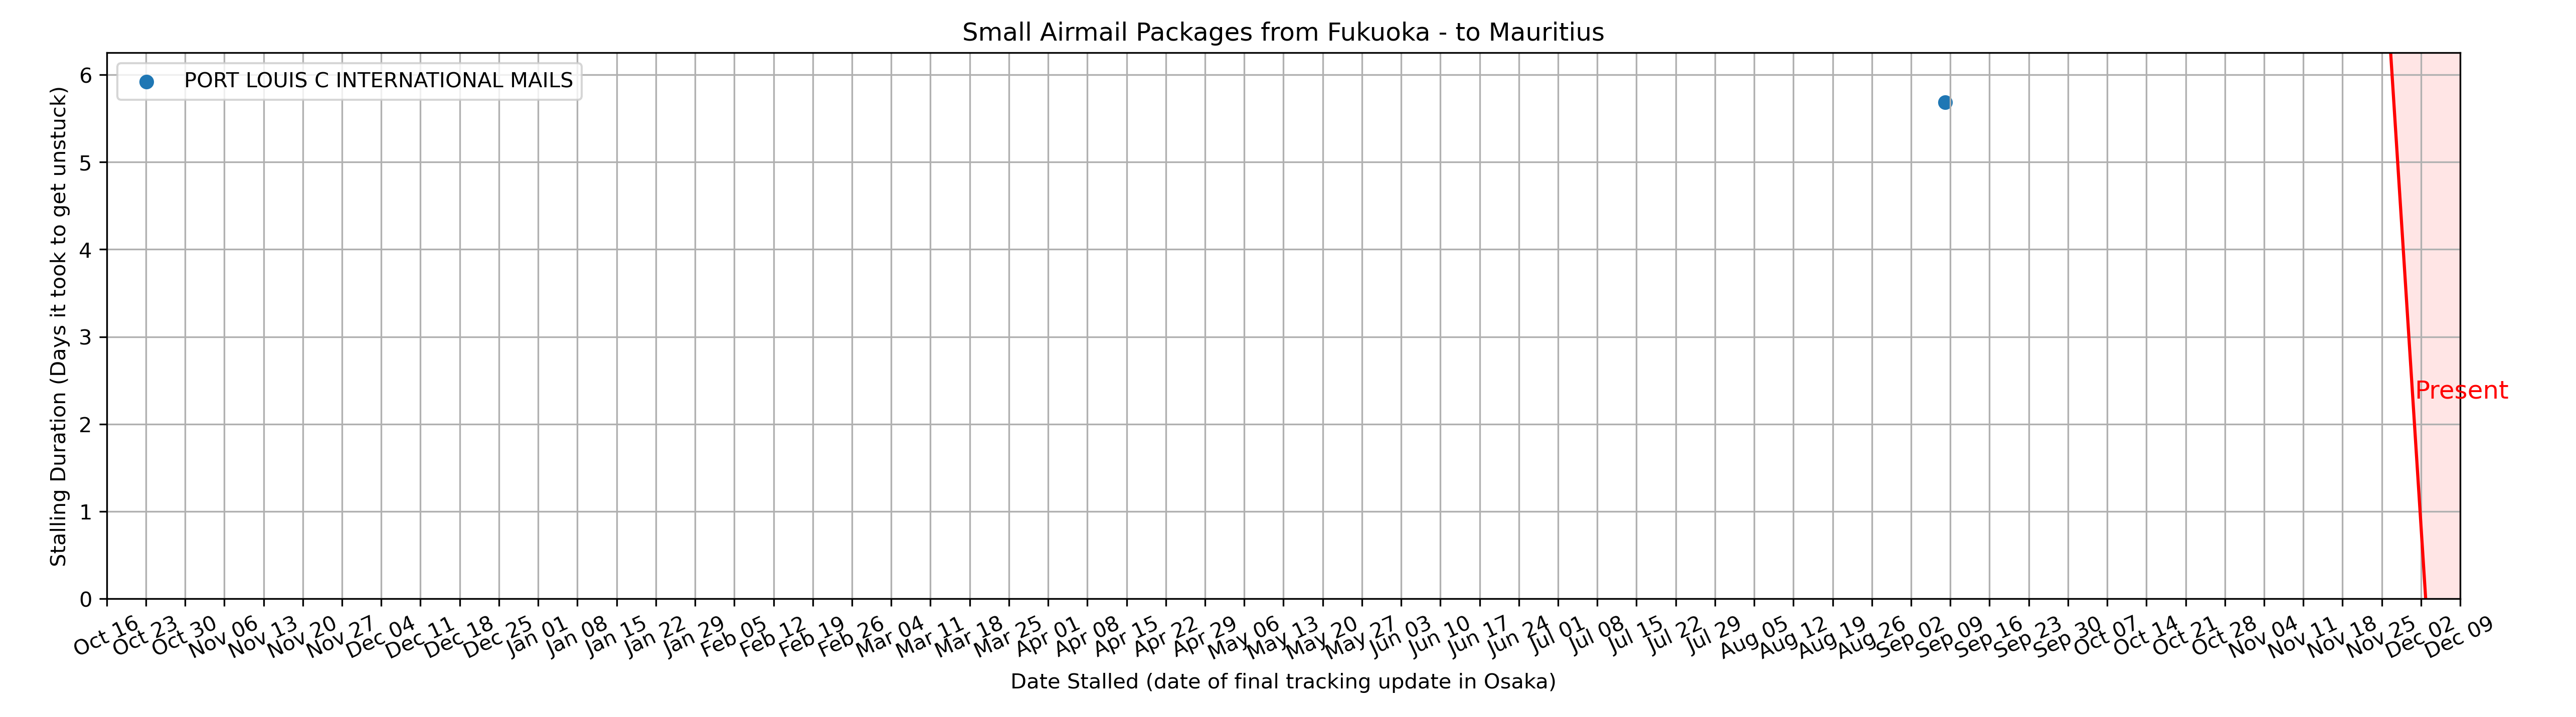 Small Airmail Packages from Fukuoka - to Mauritius
PORT LOUIS C INTERNATIONAL MAILS
Stalling Duration (Days it took to get unstuck)
6
5
4
3
2
1
0
Present
Oct 16 Oct 23 Oct 30 Nov 06 Nov 13 Nov 20 Nov 27 Dec 04 Dec 11 Dec 18 Dec 25 Jan 01 Jan 08 Jan 15 Jan 22 Jan 29 Feb 05 Feb 12 Feb 19 Feb 26 Mar 04 Mar 11 Mar 18 Mar 25 Apr 01 Apr 08 Apr 15 Apr 22 Apr 29 May 06 May 13 May 20 May 27 Jun 03 Jun 10 Jun 17 Jun 24 Jul 01 Jul 08 Jul 15 Jul 22 Jul 29 Aug 05 Aug 12 Aug 19 Aug 26 Sep 02 Sep 09 Sep 16 Sep 23 Sep 30 Oct 07 Oct 14 Oct 21 Oct 28 Nov 04 Nov 11 Nov 18 Nov 25 Dec 02 Dec 09
Date Stalled (date of final tracking update in Osaka)